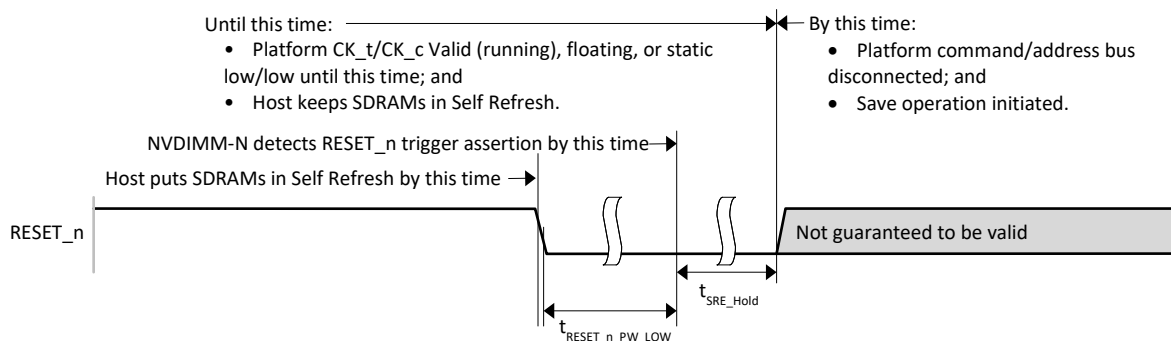 Until this time:
• Platform CK_t/CK_c Valid (running), floating, or static
low/low until this time; and
• Host keeps SDRAMs in Self Refresh.
By this time:
• Platform command/address bus
disconnected; and
• Save operation initiated.
NVDIMM-N detects RESET_n trigger assertion by this time
Host puts SDRAMs in Self Refresh by this time
RESET_n
Not guaranteed to be valid
tSRE_Hold
tRESET_n_PW_LOW